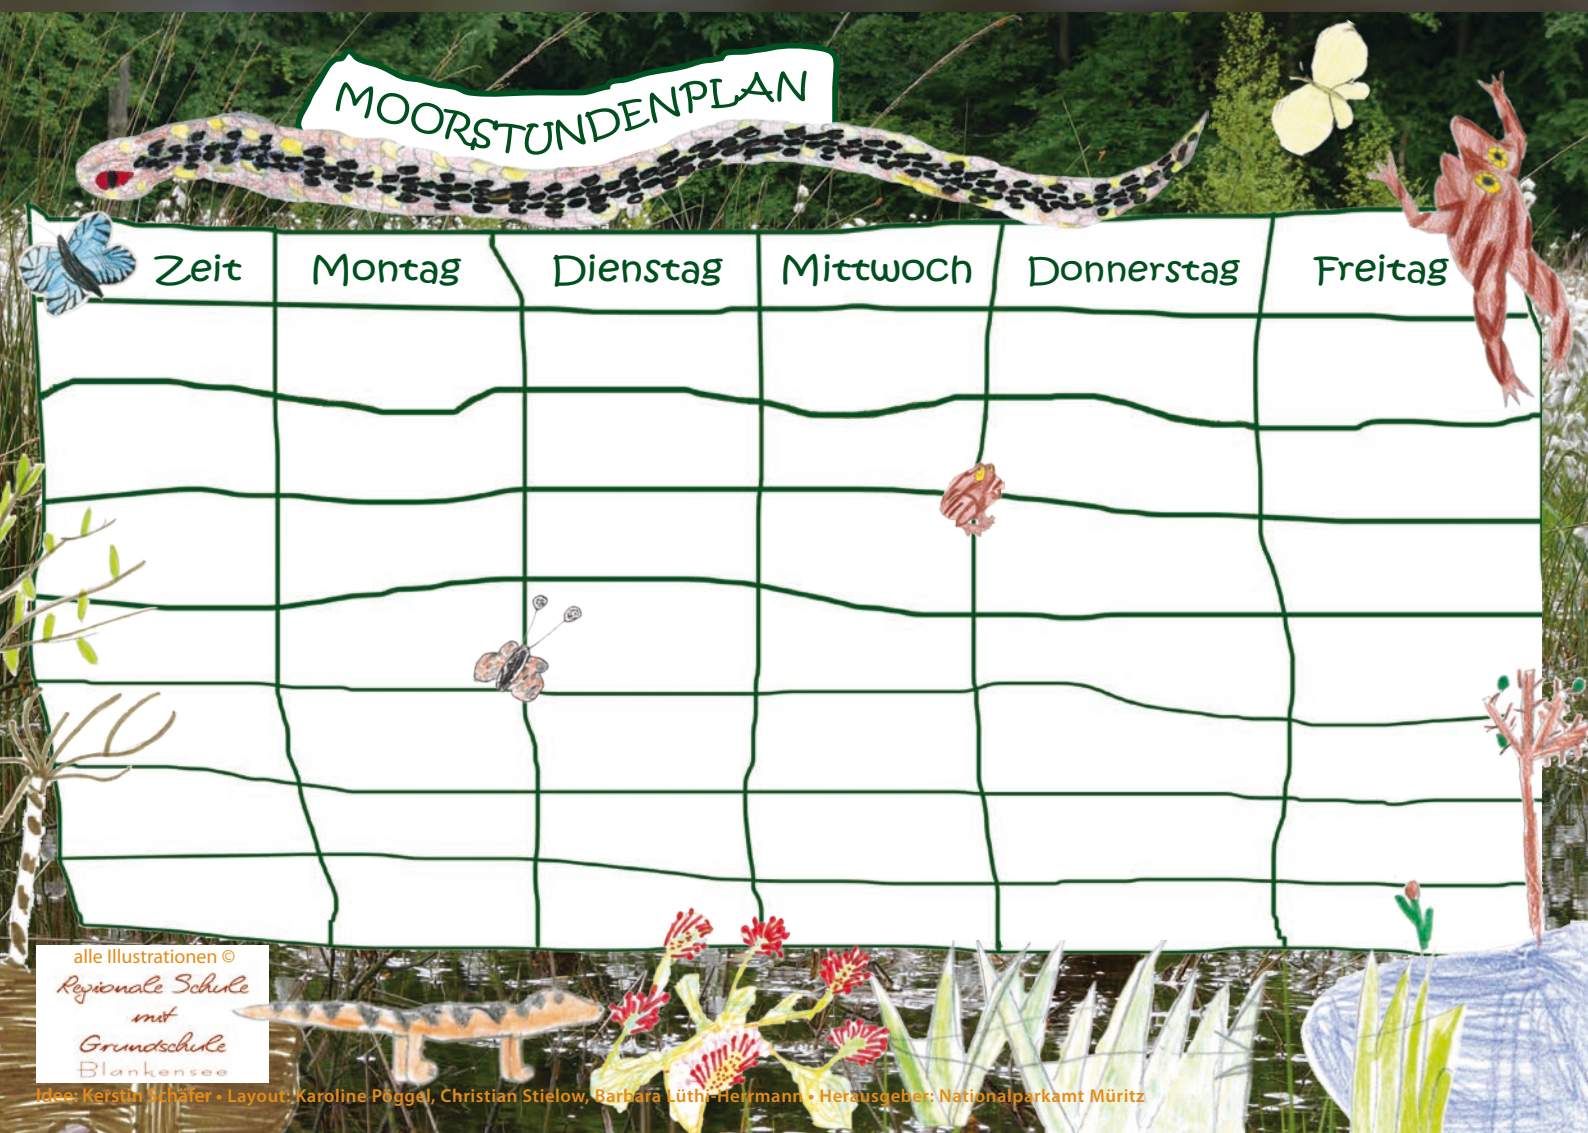 MOORSTUNDENPLAN
Zeit Montag Dienstag Mittwoch Donnerstag Freitag
alle Illustrationen ©
Regionale Schule
mit
Grundschule
Blankensee
Idee: Kerstin Schäfer • Layout: Karoline Pöggel, Christian Stielow, Barbara Lüthi-Herrmann • Herausgeber: Nationalparkamt Müritz